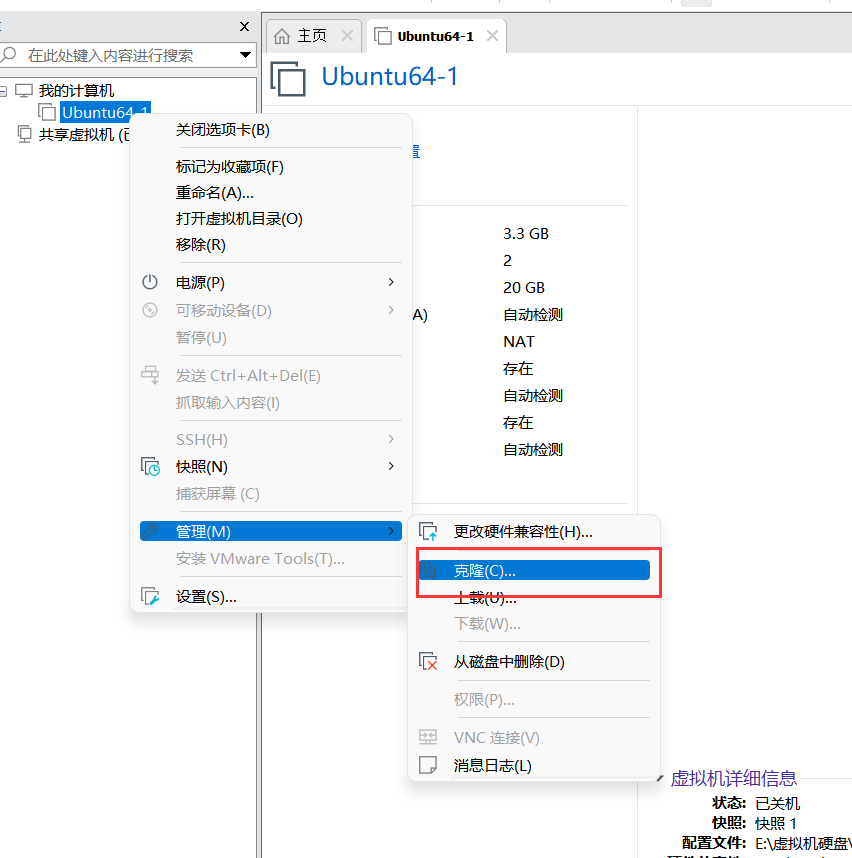 主页
Ubuntu64-1
在此处键入内容进行搜索
Ubuntu64-1
我的计算机
Ubuntu64-1
共享虚拟机
关闭选项卡(B)
标记为收藏项(F)
重命名(A)...
打开虚拟机目录(O)
移除(R)
电源(P)
可移动设备(D)
暂停(U)
发送 Ctrl+Alt+Del(E)
抓取输入内容(I)
SSH(H)
快照(N)
捕获屏幕 (C)
管理(M)
安装 VMware Tools(T)...
设置(S)...
置
3.3 GB
2
20 GB
A)
自动检测
NAT
存在
自动检测
存在
自动检测
更改硬件兼容性(H)...
克隆(C)...
上载(U)...
下载(W)...
从磁盘中删除(D)
权限(P)...
VNC 连接(V)
消息日志(L)
虚拟机详细信息
状态: 已关机
快照: 快照 1
配置文件: E:\虚拟机硬盘\